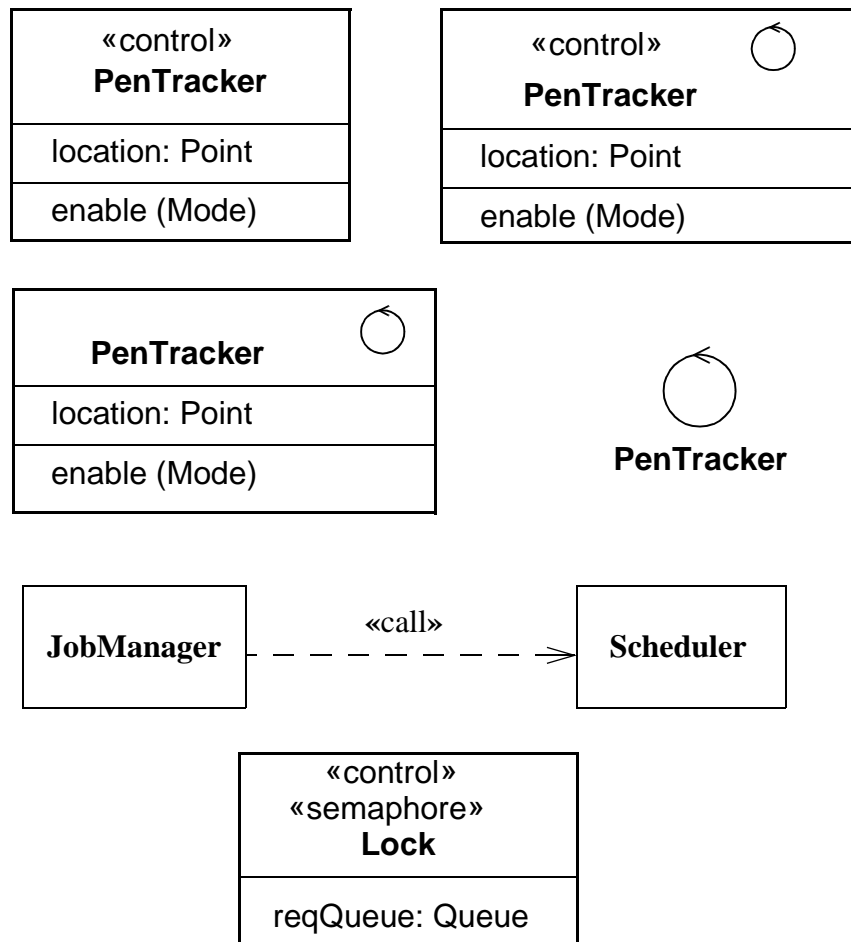 «control»
PenTracker
location: Point
enable (Mode)
«control»
PenTracker
location: Point
enable (Mode)
PenTracker
location: Point
enable (Mode)
PenTracker
JobManager
«call»
Scheduler
«control»
«semaphore»
Lock
reqQueue: Queue